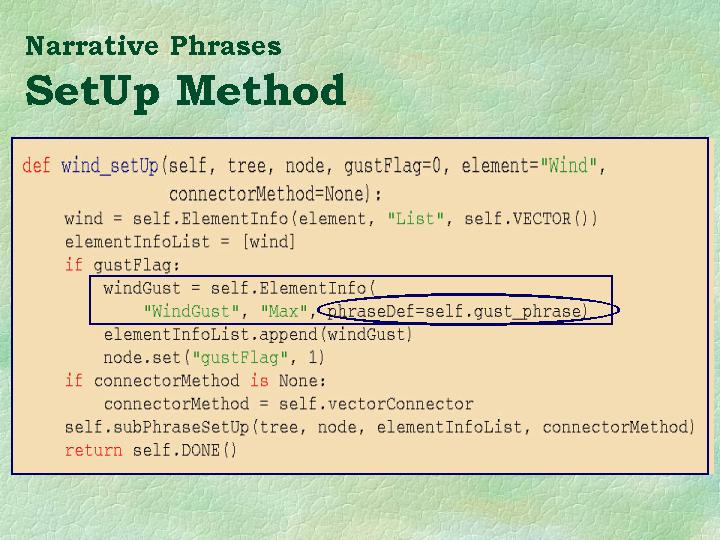 Narrative Phrases
SetUp Method
def wind_setUp(self, tree, node, gustFlag=0, element="Wind",
connectorMethod=None):
wind = self.ElementInfo(element, "List", self.VECTOR())
elementInfoList = [wind]
if gustFlag:
windGust = self.ElementInfo(
"WindGust", "Max", phraseDef=self.gust_phrase)
elementInfoList.append(windGust)
node.set("gustFlag", 1)
if connectorMethod is None:
connectorMethod = self.vectorConnector
self.subPhraseSetUp(tree, node, elementInfoList, connectorMethod)
return self.DONE()